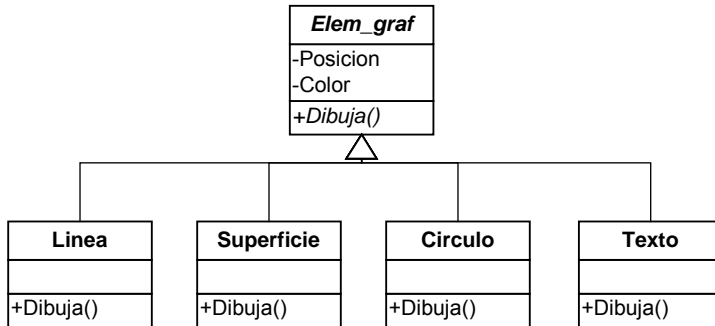 Elem_graf
-Posicion
-Color
+Dibuja()
Linea
+Dibuja()
Superficie
+Dibuja()
Circulo
+Dibuja()
Texto
+Dibuja()